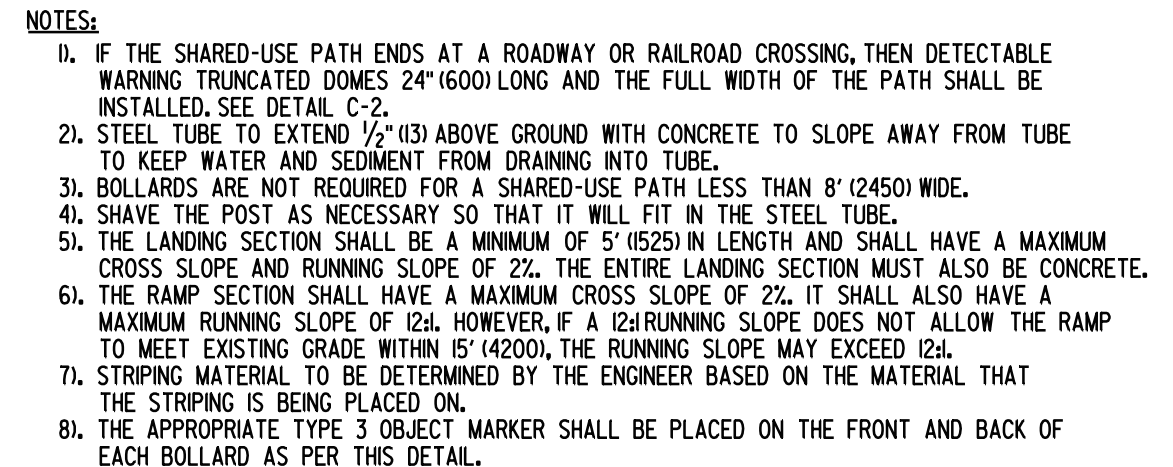 NOTES:
1). IF THE SHARED-USE PATH ENDS AT A ROADWAY OR RAILROAD CROSSING, THEN DETECTABLE
WARNING TRUNCATED DOMES 24" (600) LONG AND THE FULL WIDTH OF THE PATH SHALL BE
INSTALLED. SEE DETAIL C-2.
2). STEEL TUBE TO EXTEND 1/2" (13) ABOVE GROUND WITH CONCRETE TO SLOPE AWAY FROM TUBE
TO KEEP WATER AND SEDIMENT FROM DRAINING INTO TUBE.
3). BOLLARDS ARE NOT REQUIRED FOR A SHARED-USE PATH LESS THAN 8' (2450) WIDE.
4). SHAVE THE POST AS NECESSARY SO THAT IT WILL FIT IN THE STEEL TUBE.
5). THE LANDING SECTION SHALL BE A MINIMUM OF 5' (1525) IN LENGTH AND SHALL HAVE A MAXIMUM
CROSS SLOPE AND RUNNING SLOPE OF 2%. THE ENTIRE LANDING SECTION MUST ALSO BE CONCRETE.
6). THE RAMP SECTION SHALL HAVE A MAXIMUM CROSS SLOPE OF 2%. IT SHALL ALSO HAVE A
MAXIMUM RUNNING SLOPE OF 12:1. HOWEVER, IF A 12:1 RUNNING SLOPE DOES NOT ALLOW THE RAMP
TO MEET EXISTING GRADE WITHIN 15' (4200), THE RUNNING SLOPE MAY EXCEED 12:1.
7). STRIPING MATERIAL TO BE DETERMINED BY THE ENGINEER BASED ON THE MATERIAL THAT
THE STRIPING IS BEING PLACED ON.
8). THE APPROPRIATE TYPE 3 OBJECT MARKER SHALL BE PLACED ON THE FRONT AND BACK OF
EACH BOLLARD AS PER THIS DETAIL.